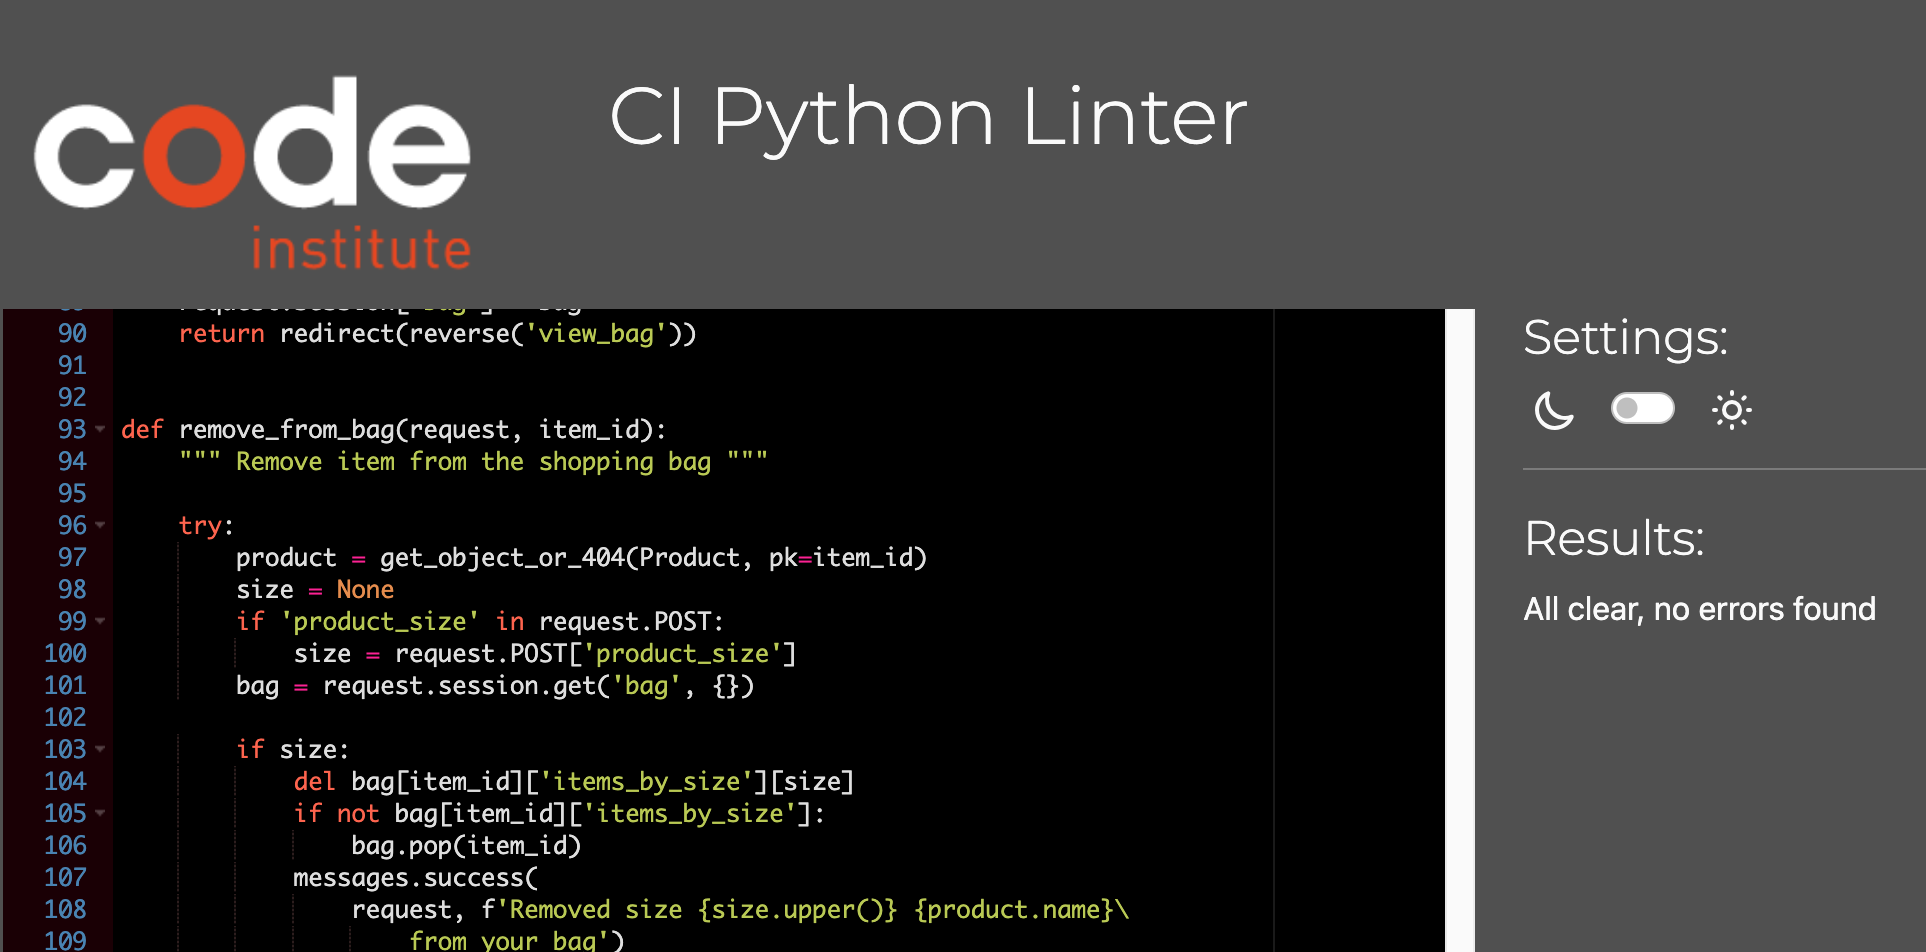 code
institute
CI Python Linter
90 return redirect(reverse('view_bag'))
91
92
93 def remove_from_bag(request, item_id):
94 """ Remove item from the shopping bag """
95
96 try:
97 product = get_object_or_404(Product, pk=item_id)
98 size = None
99 if 'product_size' in request.POST:
100 size = request.POST['product_size']
101 bag = request.session.get('bag', {})
102
103 if size:
104 del bag[item_id]['items_by_size'][size]
105 if not bag[item_id]['items_by_size']:
106 bag.pop(item_id)
107 messages.success(
108 request, f'Removed size {size.upper()} {product.name}\
109 from your bag')
Settings:
Results:
All clear, no errors found